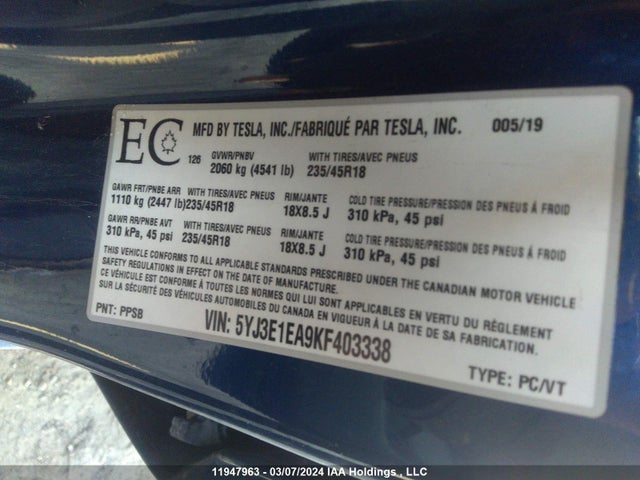 EC
126
MFD BY TESLA, INC./FABRIQUÉ PAR TESLA, INC. 005/19
GVWR/PNBV WITH TIRES/AVEC PNEUS
2060 kg (4541 lb) 235/45R18
GAWR FRT/PNBE ARR WITH TIRES/AVEC PNEUS RIM/JANTE COLD TIRE PRESSURE/PRESSION DES PNEUS À FROID
1110 kg (2447 lb) 235/45R18 18X8.5 J 310 kPa, 45 psi
GAWR RR/PNBE AVT WITH TIRES/AVEC PNEUS RIM/JANTE COLD TIRE PRESSURE/PRESSION DES PNEUS À FROID
310 kPa, 45 psi 235/45R18 18X8.5 J 310 kPa, 45 psi
THIS VEHICLE CONFORMS TO ALL APPLICABLE STANDARDS PRESCRIBED UNDER THE CANADIAN MOTOR VEHICLE
SAFETY REGULATIONS IN EFFECT ON THE DATE OF MANUFACTURE.
CE VÉHICULE EST CONFORME À TOUTES LES NORMES QUI LUI SONT APPLICABLES EN VERTU DU RÈGLEMENT
SUR LA SÉCURITÉ DES VÉHICULES AUTOMOBILES DU CANADA EN VIGUEUR À LA DATE DE SA FABRICATION.
PNT: PPSB
VIN: 5YJ3E1EA9KF403338
TYPE: PC/VT
11947963 - 03/07/2024 IAA Holdings , LLC